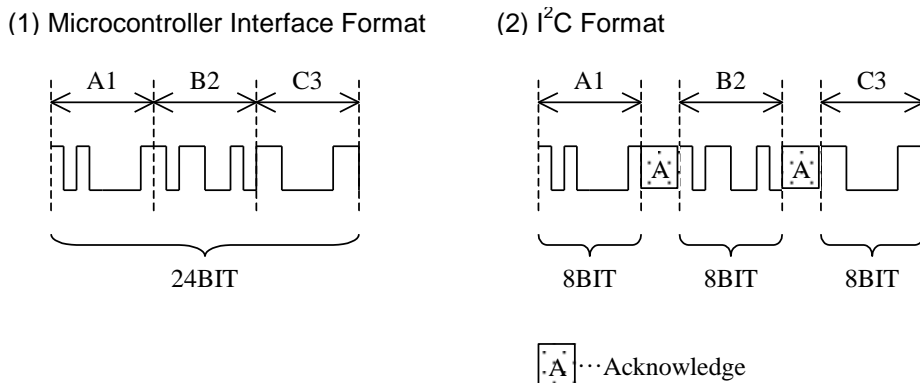 (1) Microcontroller Interface Format
(2) I²C Format
A1 B2 C3
A1 B2 C3
A A
24BIT
8BIT 8BIT 8BIT
A ···Acknowledge